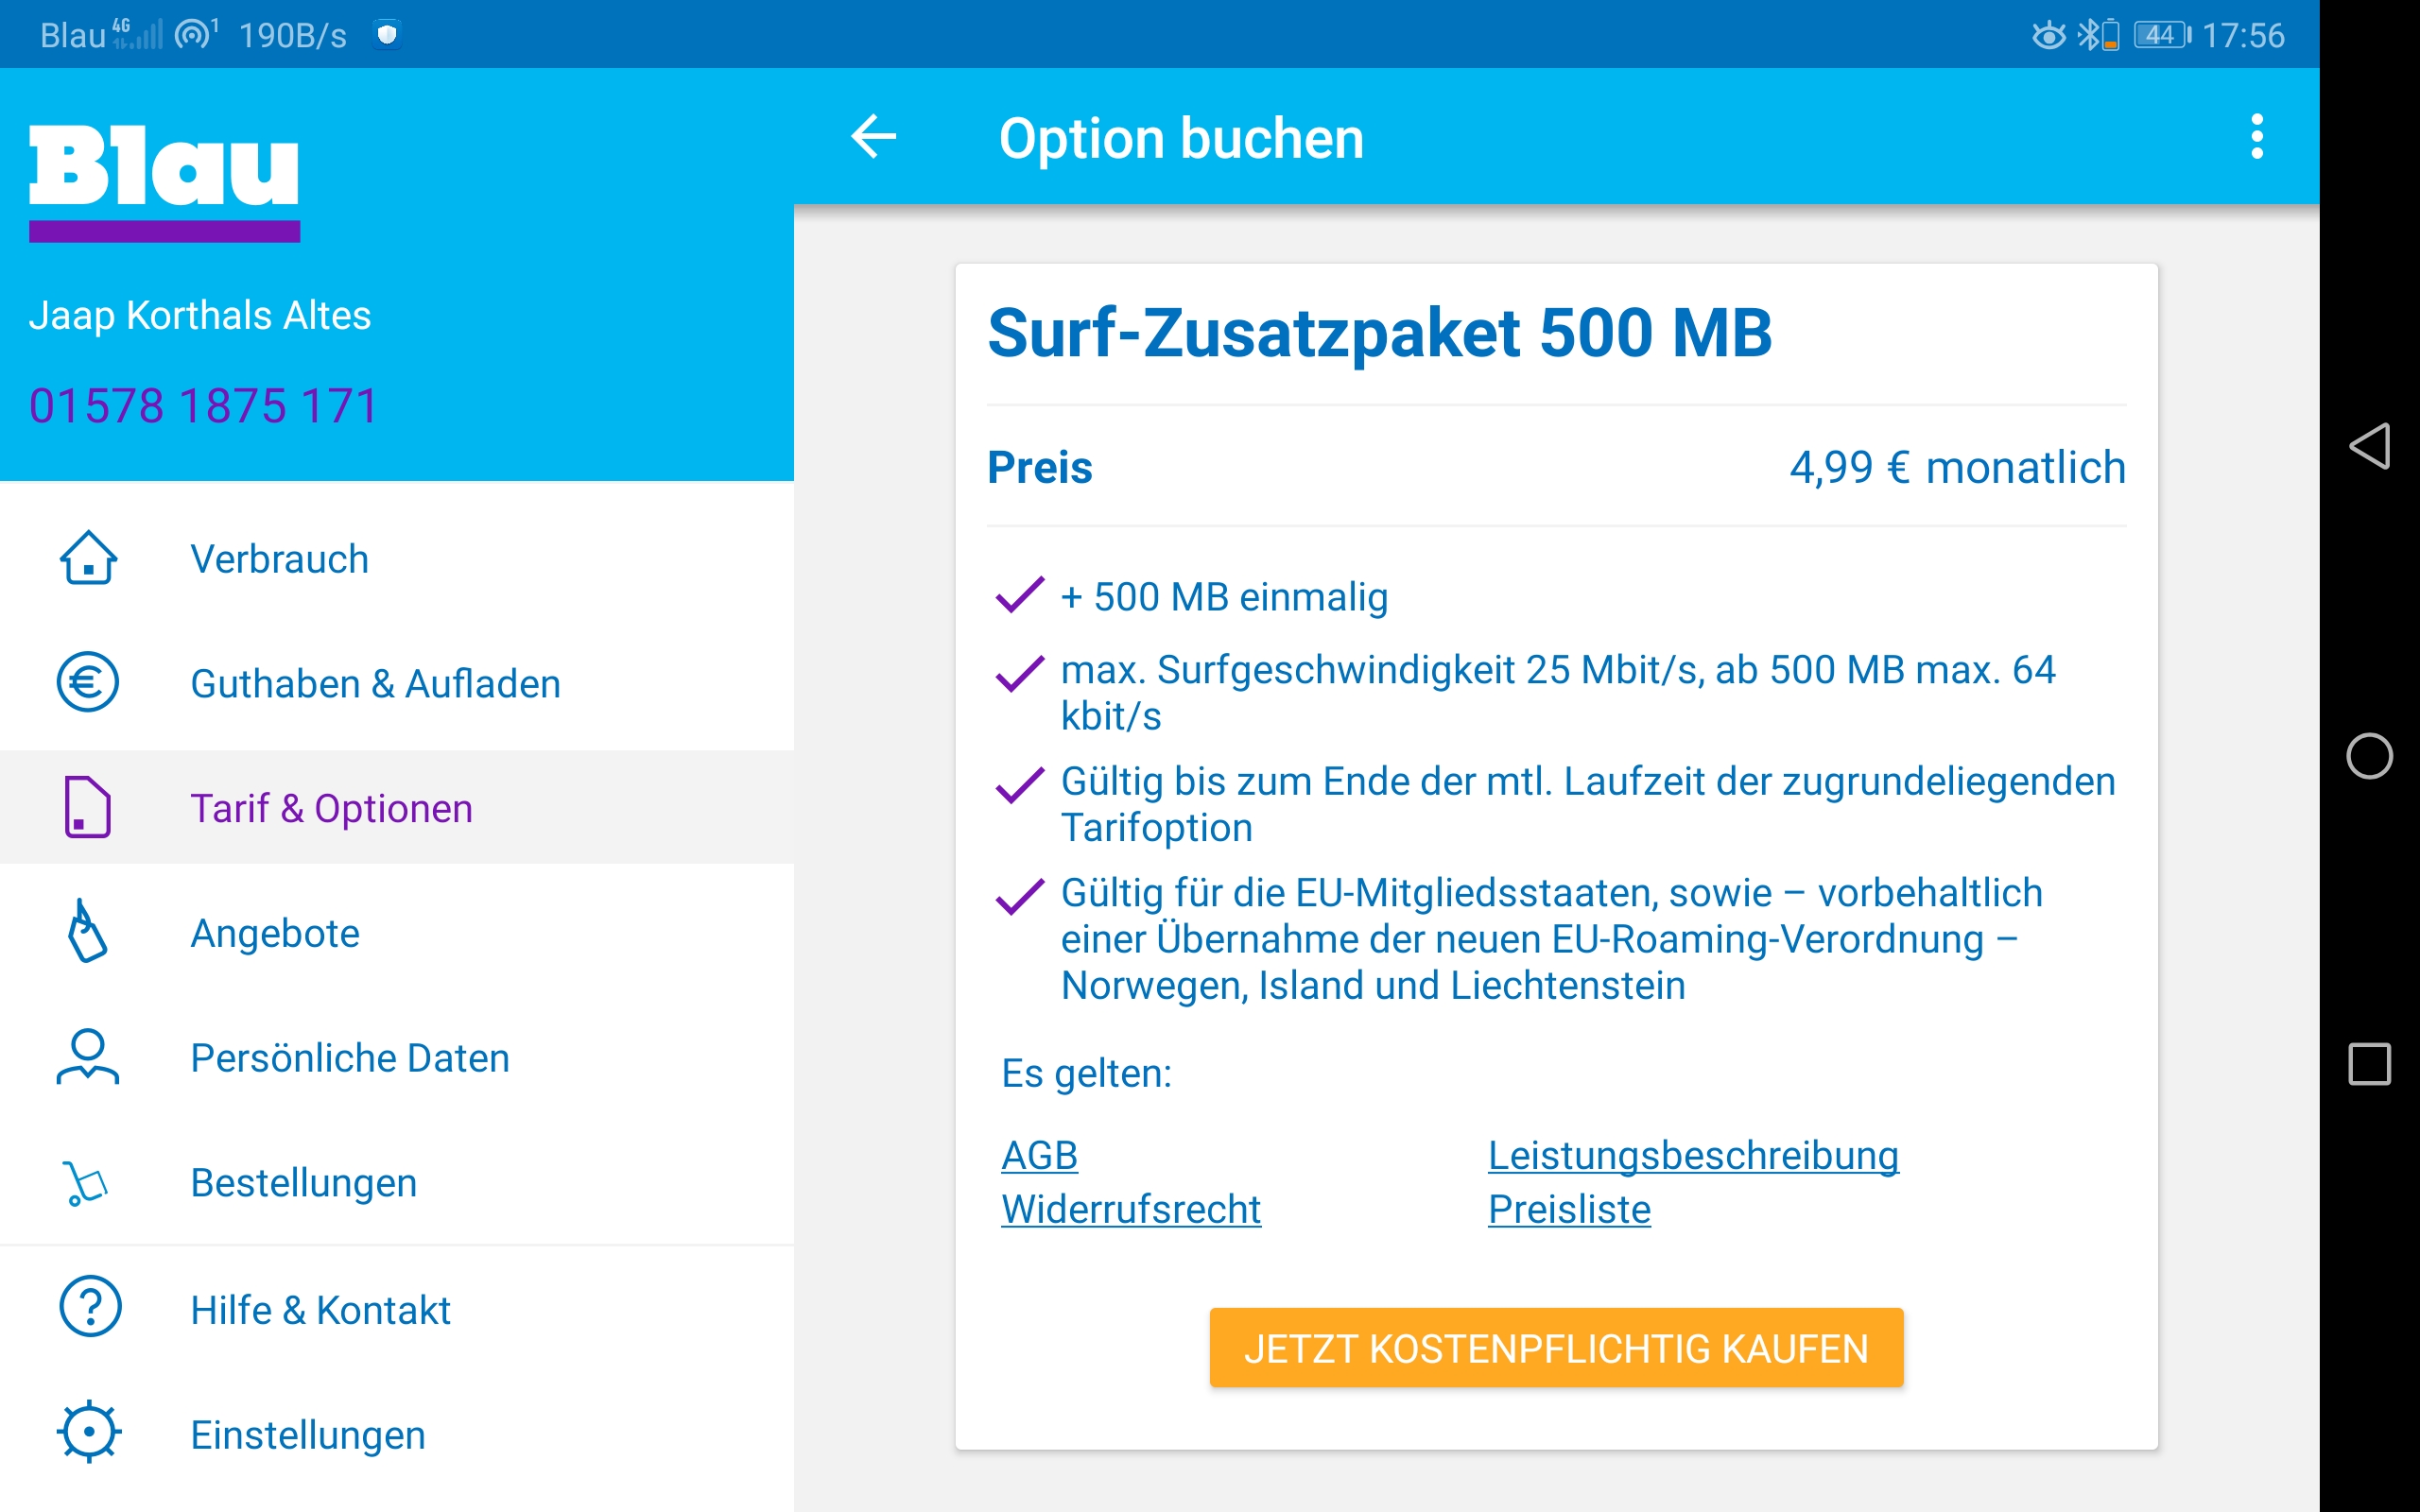 Blau 4G 1 190B/s 44 17:56
Blau
Jaap Korthals Altes
01578 1875 171
Verbrauch
Guthaben & Aufladen
Tarif & Optionen
Angebote
Persönliche Daten
Bestellungen
Hilfe & Kontakt
Einstellungen
Option buchen
Surf-Zusatzpaket 500 MB
Preis 4,99 € monatlich
+ 500 MB einmalig
max. Surfgeschwindigkeit 25 Mbit/s, ab 500 MB max. 64
kbit/s
Gültig bis zum Ende der mtl. Laufzeit der zugrundeliegenden
Tarifoption
Gültig für die EU-Mitgliedsstaaten, sowie – vorbehaltlich
einer Übernahme der neuen EU-Roaming-Verordnung –
Norwegen, Island und Liechtenstein
Es gelten:
AGB Leistungsbeschreibung
Widerrufsrecht Preisliste
JETZT KOSTENPFLICHTIG KAUFEN